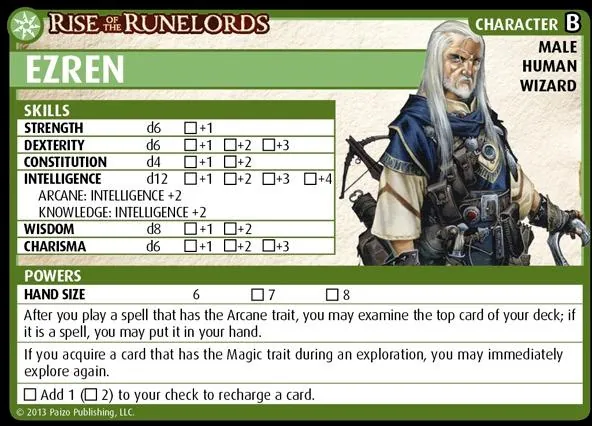 RISE OF THE RUNELORDS
CHARACTER B
EZREN
MALE
HUMAN
WIZARD
SKILLS
STRENGTH d6 ☐+1
DEXTERITY d6 ☐+1 ☐+2 ☐+3
CONSTITUTION d4 ☐+1 ☐+2
INTELLIGENCE d12 ☐+1 ☐+2 ☐+3 ☐+4
ARCANE: INTELLIGENCE +2
KNOWLEDGE: INTELLIGENCE +2
WISDOM d8 ☐+1 ☐+2
CHARISMA d6 ☐+1 ☐+2 ☐+3
POWERS
HAND SIZE 6 ☐ 7 ☐ 8
After you play a spell that has the Arcane trait, you may examine the top card of your deck; if
it is a spell, you may put it in your hand.
If you acquire a card that has the Magic trait during an exploration, you may immediately
explore again.
☐ Add 1 (☐ 2) to your check to recharge a card.
© 2013 Paizo Publishing, LLC.